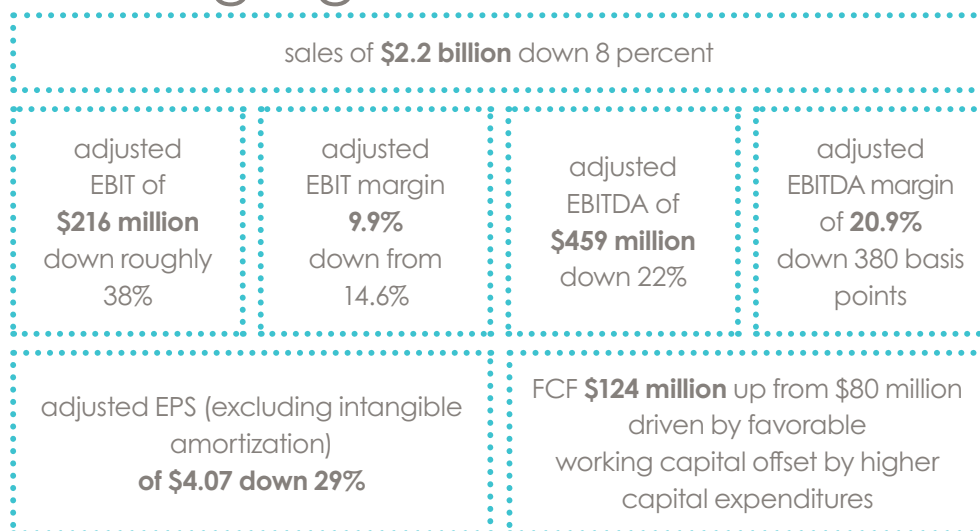 sales of $2.2 billion down 8 percent
adjusted
EBIT of
$216 million
down roughly
38%
adjusted
EBIT margin
9.9%
down from
14.6%
adjusted
EBITDA of
$459 million
down 22%
adjusted
EBITDA margin
of 20.9%
down 380 basis
points
adjusted EPS (excluding intangible
amortization)
of $4.07 down 29%
FCF $124 million up from $80 million
driven by favorable
working capital offset by higher
capital expenditures